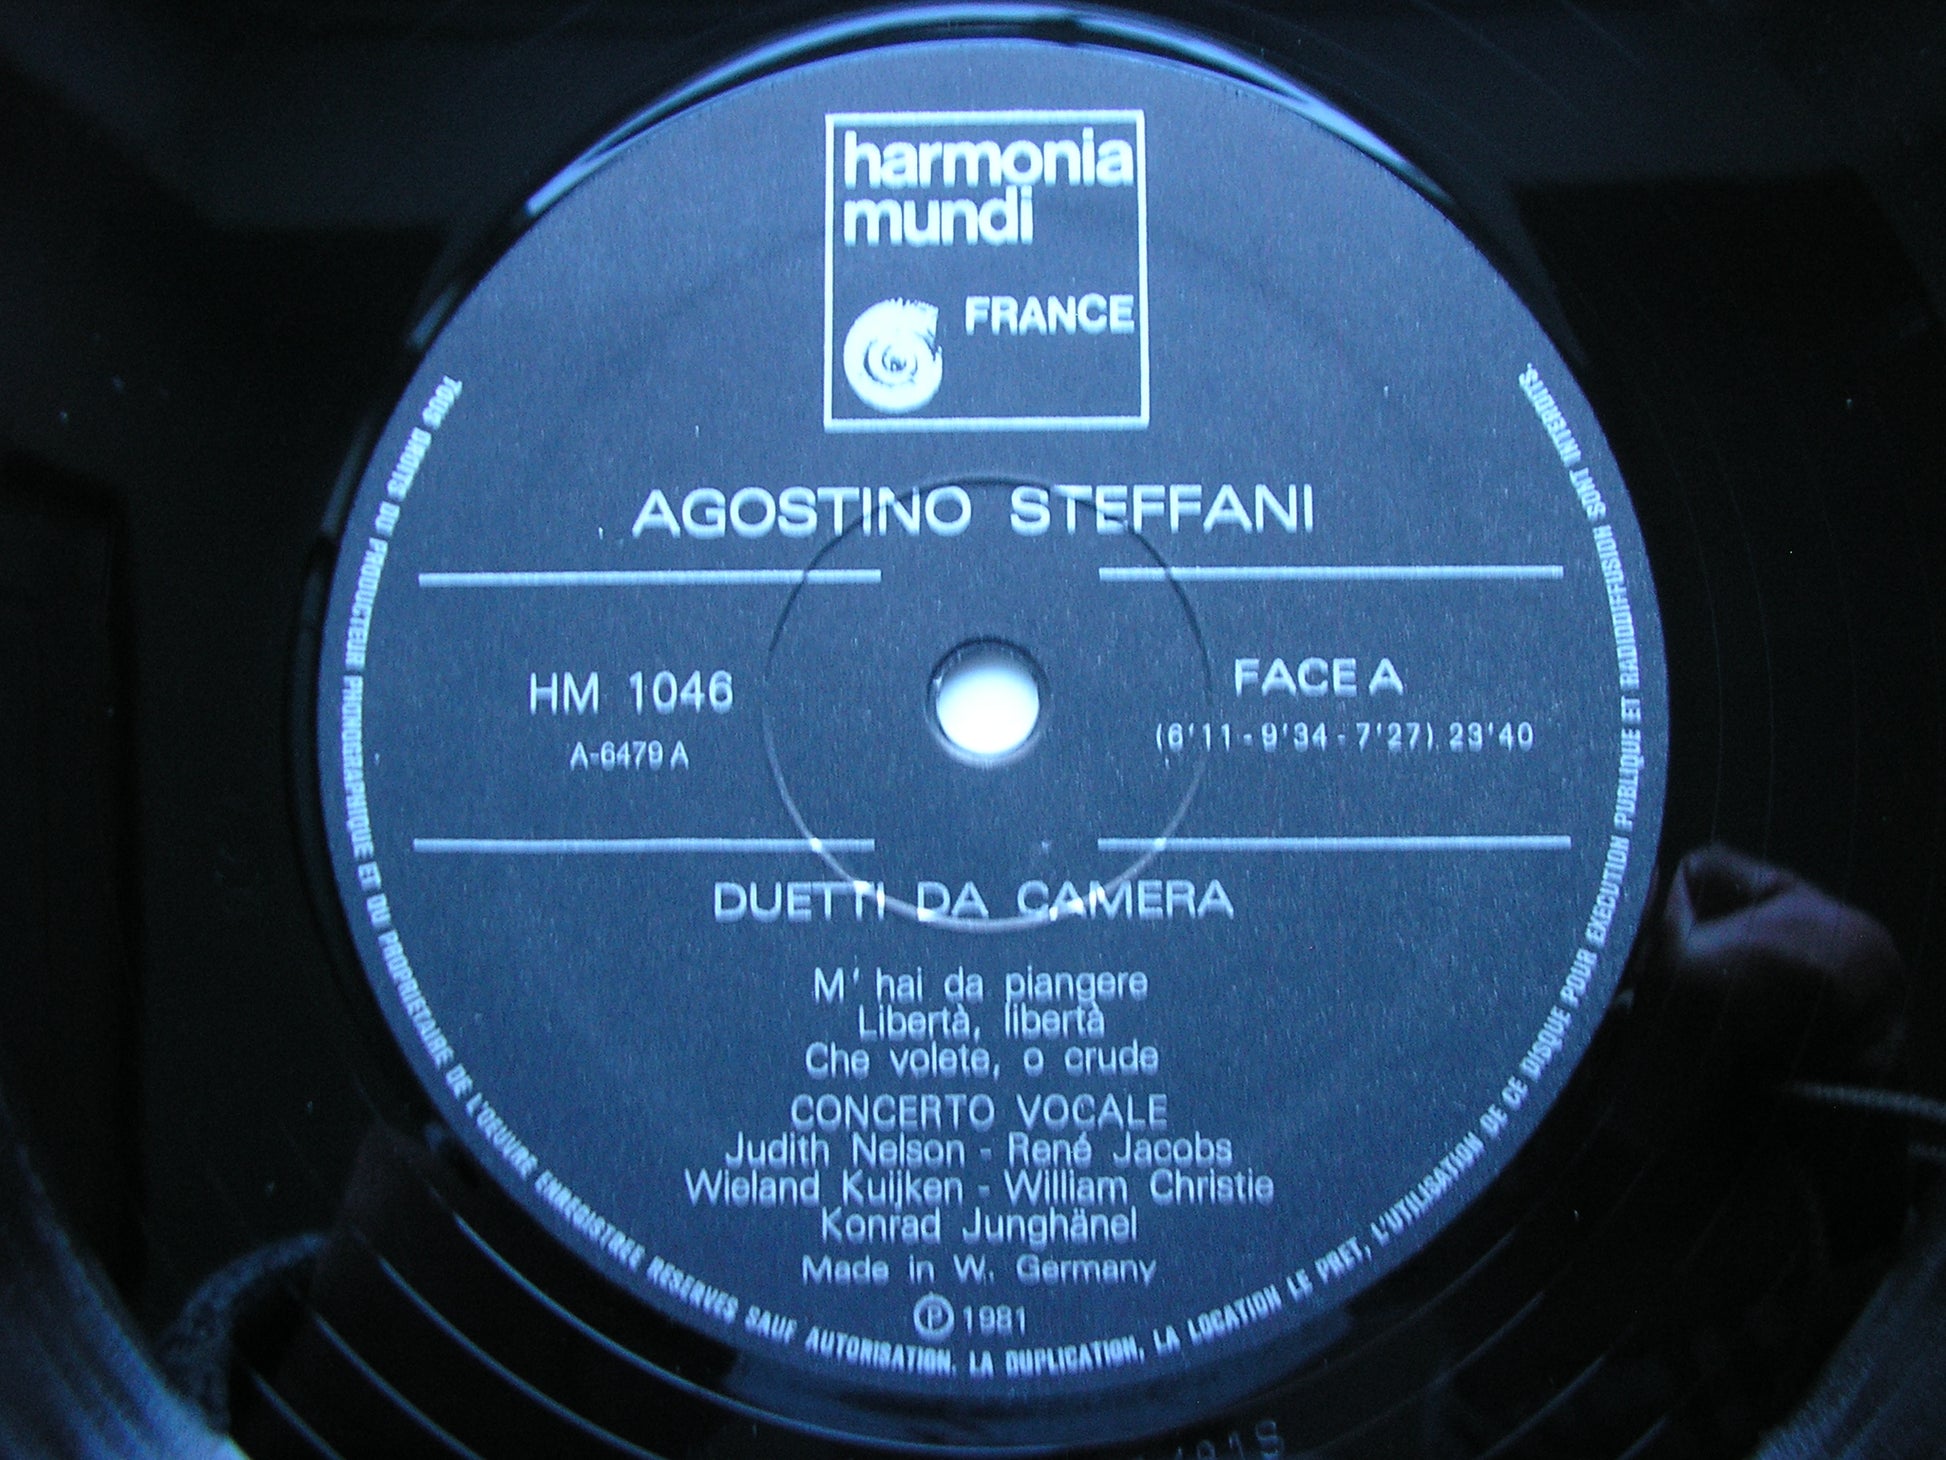 harmonia
mundi
FRANCE
AGOSTINO STEFFANI
HM 1046
A-6479 A
FACE A
(6'11 - 9'34 - 7'27) 23'40
DUETTI DA CAMERA
M' hai da piangere
Libertà, libertà
Che volete, o crude
CONCERTO VOCALE
Judith Nelson - René Jacobs
Wieland Kuijken - William Christie
Konrad Junghänel
Made in W. Germany
Ⓟ 1981
TOUS DROITS DU PRODUCTEUR PHONOGRAPHIQUE ET DU PROPRIETAIRE DE L'OEUVRE ENREGISTREE RESERVES SAUF AUTORISATION, LA DUPLICATION, LA LOCATION LE PRET, L'UTILISATION DE CE DISQUE POUR EXECUTION PUBLIQUE ET RADIODIFFUSION SONT INTERDITS.